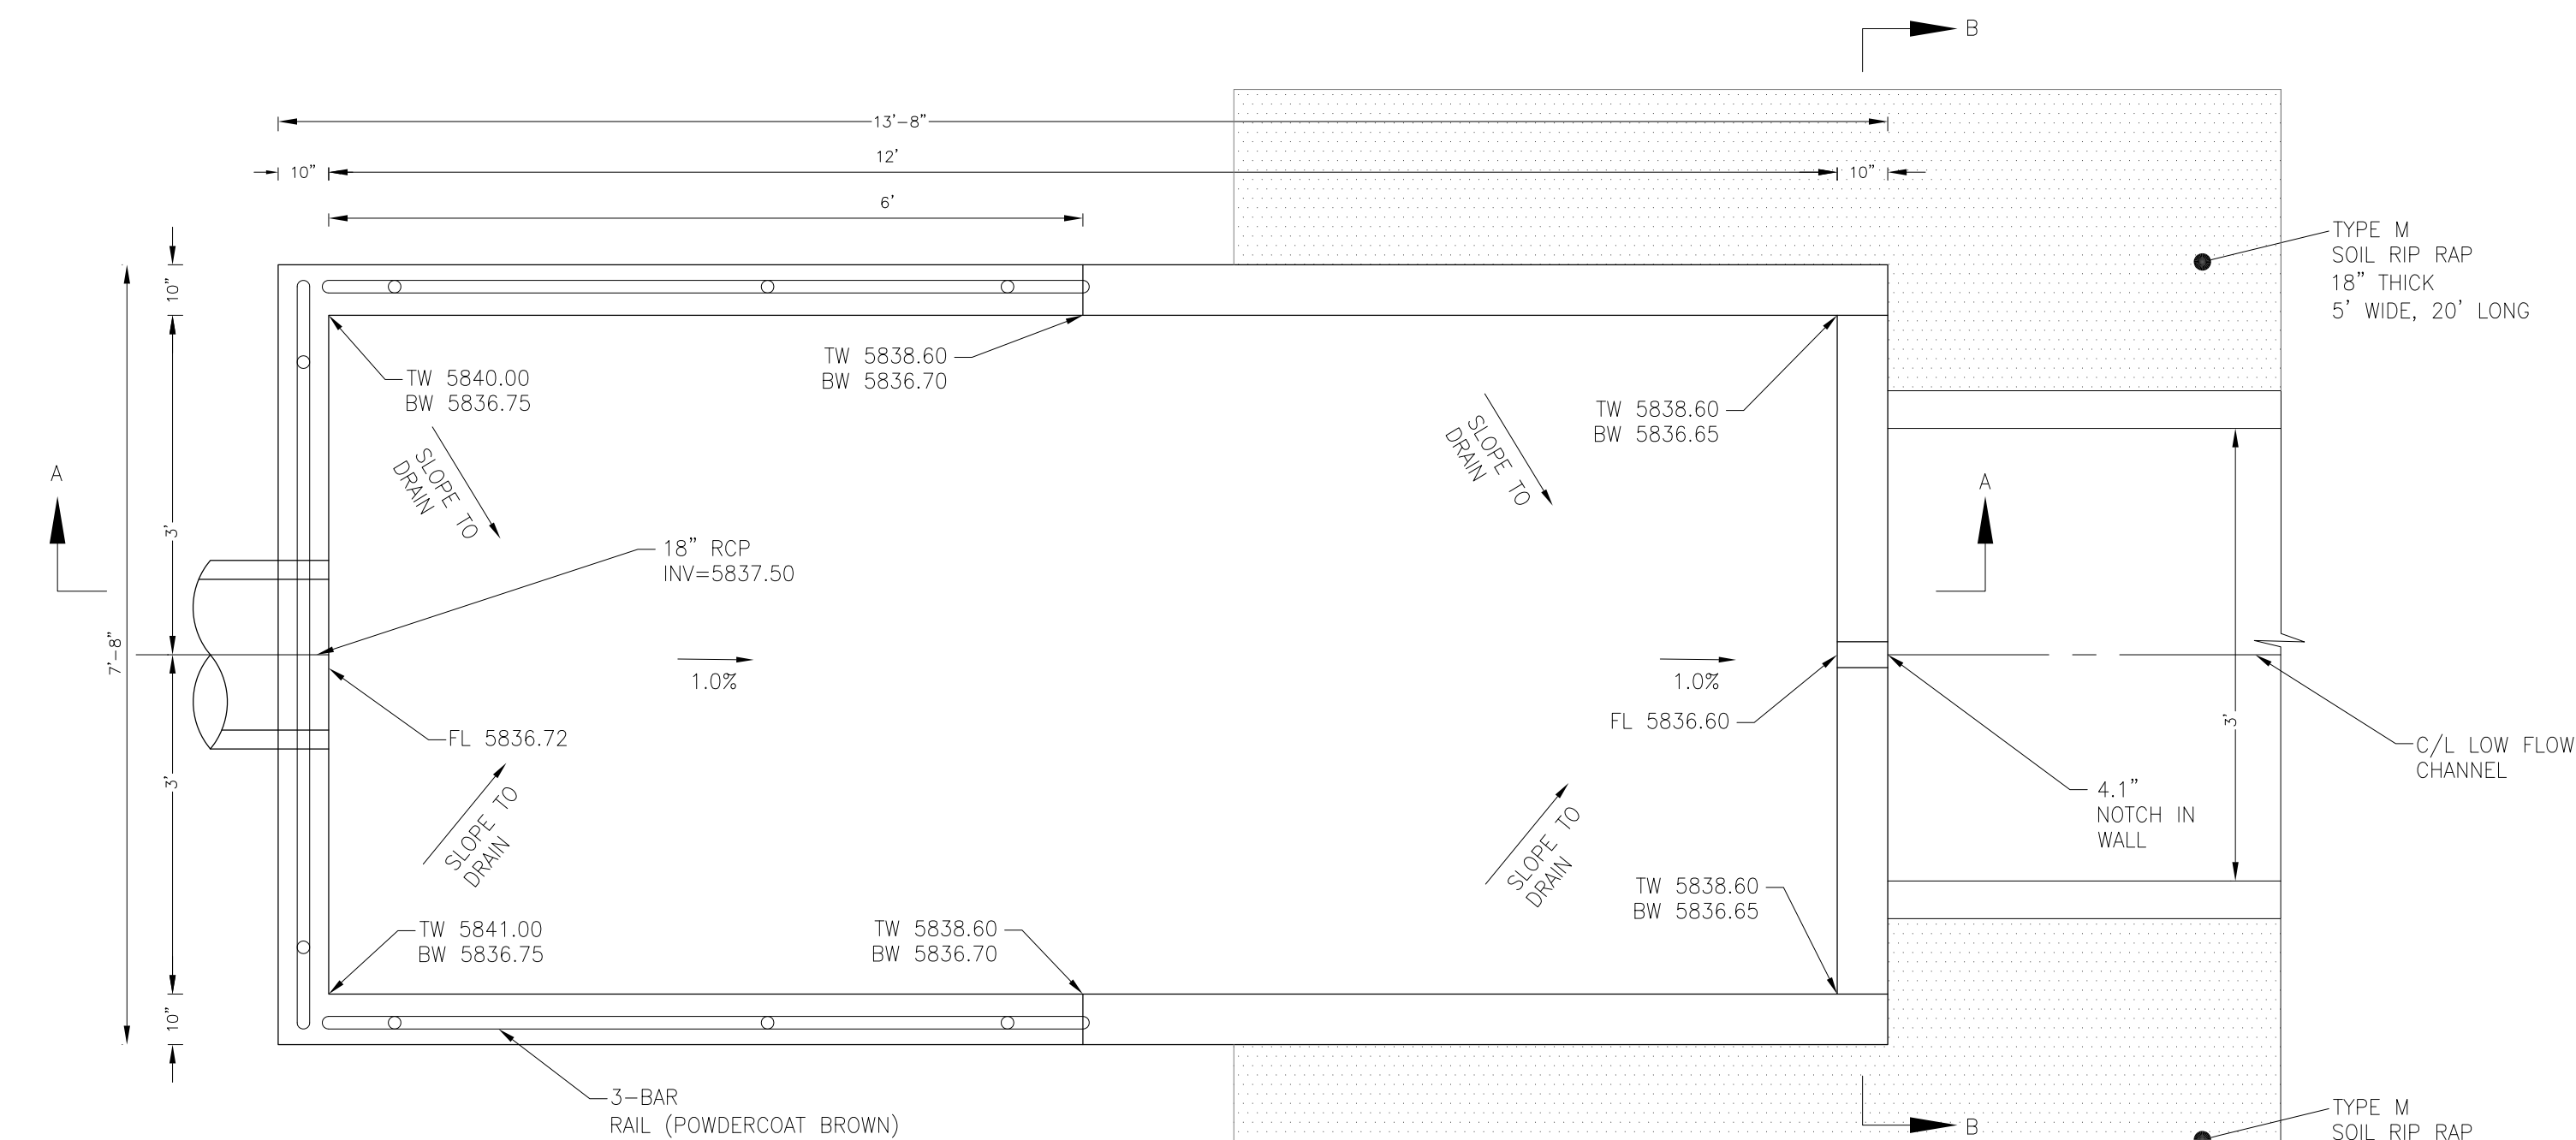 B
13'-8"
12'
10"
10"
6'
TYPE M
SOIL RIP RAP
18" THICK
5' WIDE, 20' LONG
10"
TW 5838.60
BW 5836.70
TW 5840.00
BW 5836.75
TW 5838.60
BW 5836.65
SLOPE TO
DRAIN
SLOPE TO
DRAIN
A
A
3'
18" RCP
INV=5837.50
7'-8"
1.0%
1.0%
3'
FL 5836.60
FL 5836.72
C/L LOW FLOW
CHANNEL
3'
4.1"
NOTCH IN
WALL
SLOPE TO
DRAIN
SLOPE TO
DRAIN
TW 5838.60
BW 5836.65
TW 5841.00
BW 5836.75
TW 5838.60
BW 5836.70
10"
3-BAR
RAIL (POWDERCOAT BROWN)
TYPE M
SOIL RIP RAP
B